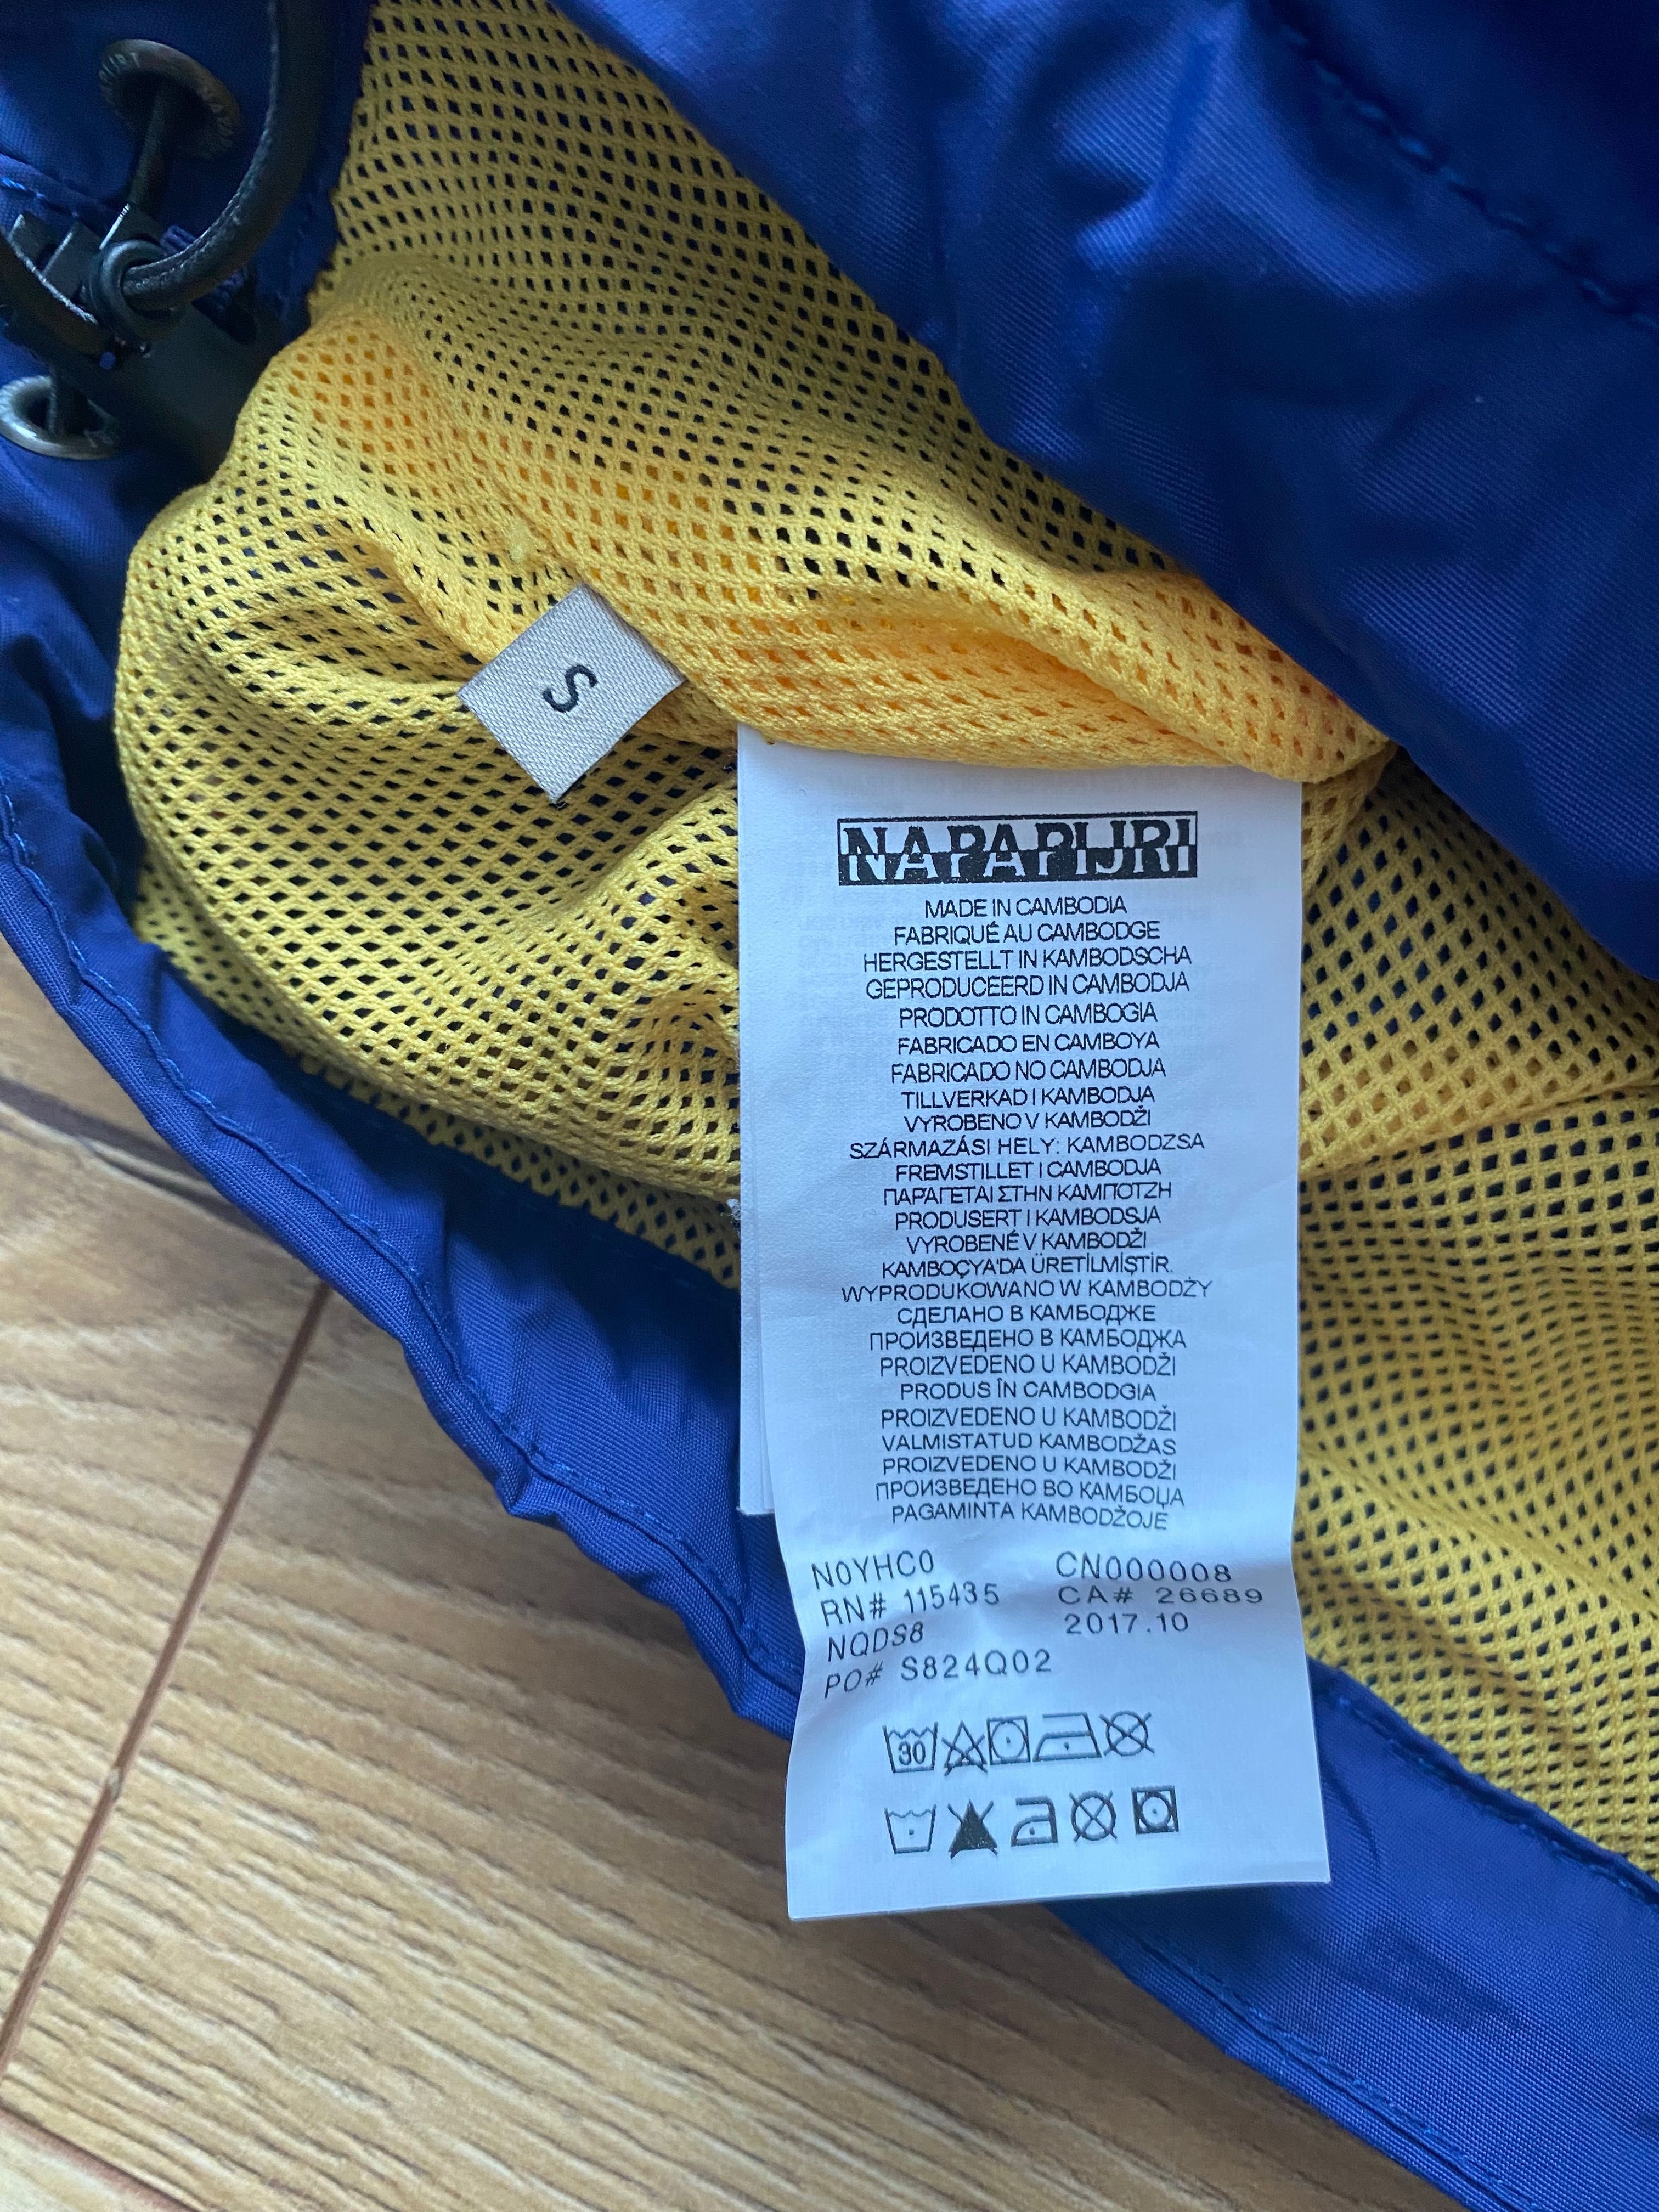 S
NAPAPIJRI
MADE IN CAMBODIA
FABRIQUÉ AU CAMBODGE
HERGESTELLT IN KAMBODSCHA
GEPRODUCEERD IN CAMBODJA
PRODOTTO IN CAMBOGIA
FABRICADO EN CAMBOYA
FABRICADO NO CAMBODJA
TILLVERKAD I KAMBODJA
VYROBENO V KAMBODŽI
SZÁRMAZÁSI HELY: KAMBODZSA
FREMSTILLET I CAMBODJA
ΠΑΡΑΓΕΤΑΙ ΣΤΗΝ ΚΑΜΠΟΤΖΗ
PRODUSERT I KAMBODSJA
VYROBENÉ V KAMBODŽI
KAMBOÇYA'DA ÜRETİLMİŞTİR.
WYPRODUKOWANO W KAMBODŻY
СДЕЛАНО В КАМБОДЖЕ
ПРОИЗВЕДЕНО В КАМБОДЖА
PROIZVEDENO U KAMBODŽI
PRODUS ÎN CAMBODGIA
PROIZVEDENO U KAMBODŽI
VALMISTATUD KAMBODŽAS
PROIZVEDENO U KAMBODŽI
ПРОИЗВЕДЕНО ВО КАМБОЏА
PAGAMINTA KAMBODŽOJE
N0YHC0 CN000008
RN# 115435 CA# 26689
NQDS8 2017.10
PO# S824Q02
30